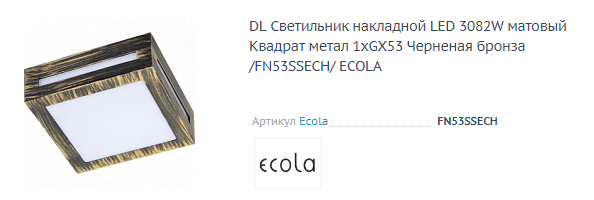 DL Светильник накладной LED 3082W матовый
Квадрат метал 1xGX53 Черненая бронза
/FN53SSECH/ ECOLA
Артикул Ecola FN53SSECH
ecola